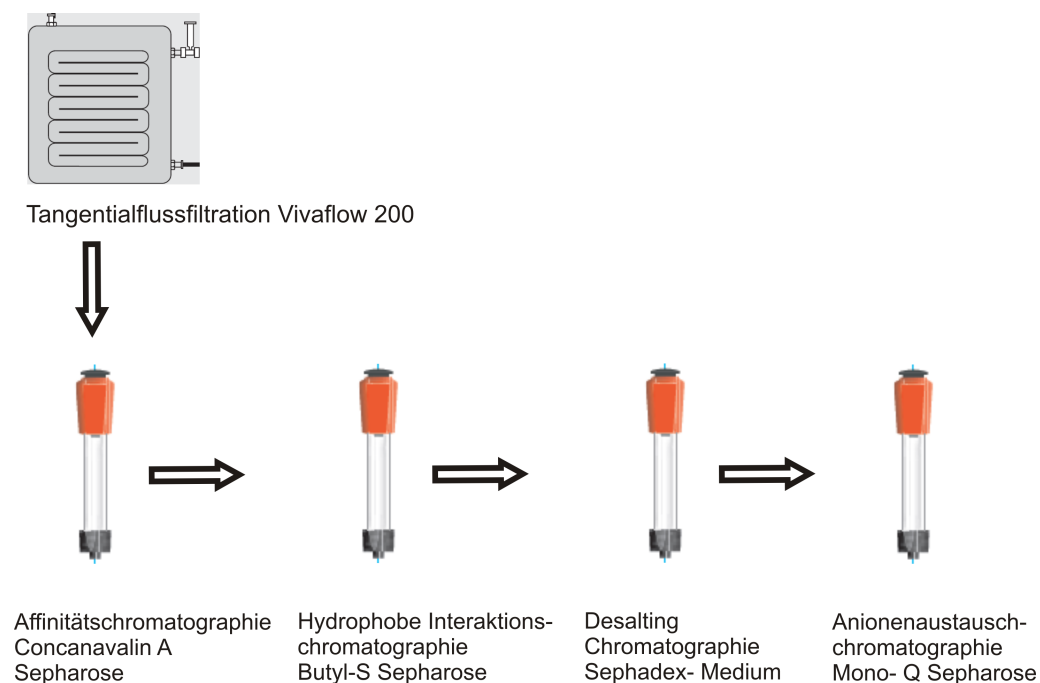 Tangentialflussfiltration Vivaflow 200
Affinitätschromatographie
Concanavalin A
Sepharose
Hydrophobe Interaktions-
chromatographie
Butyl-S Sepharose
Desalting
Chromatographie
Sephadex- Medium
Anionenaustausch-
chromatographie
Mono- Q Sepharose